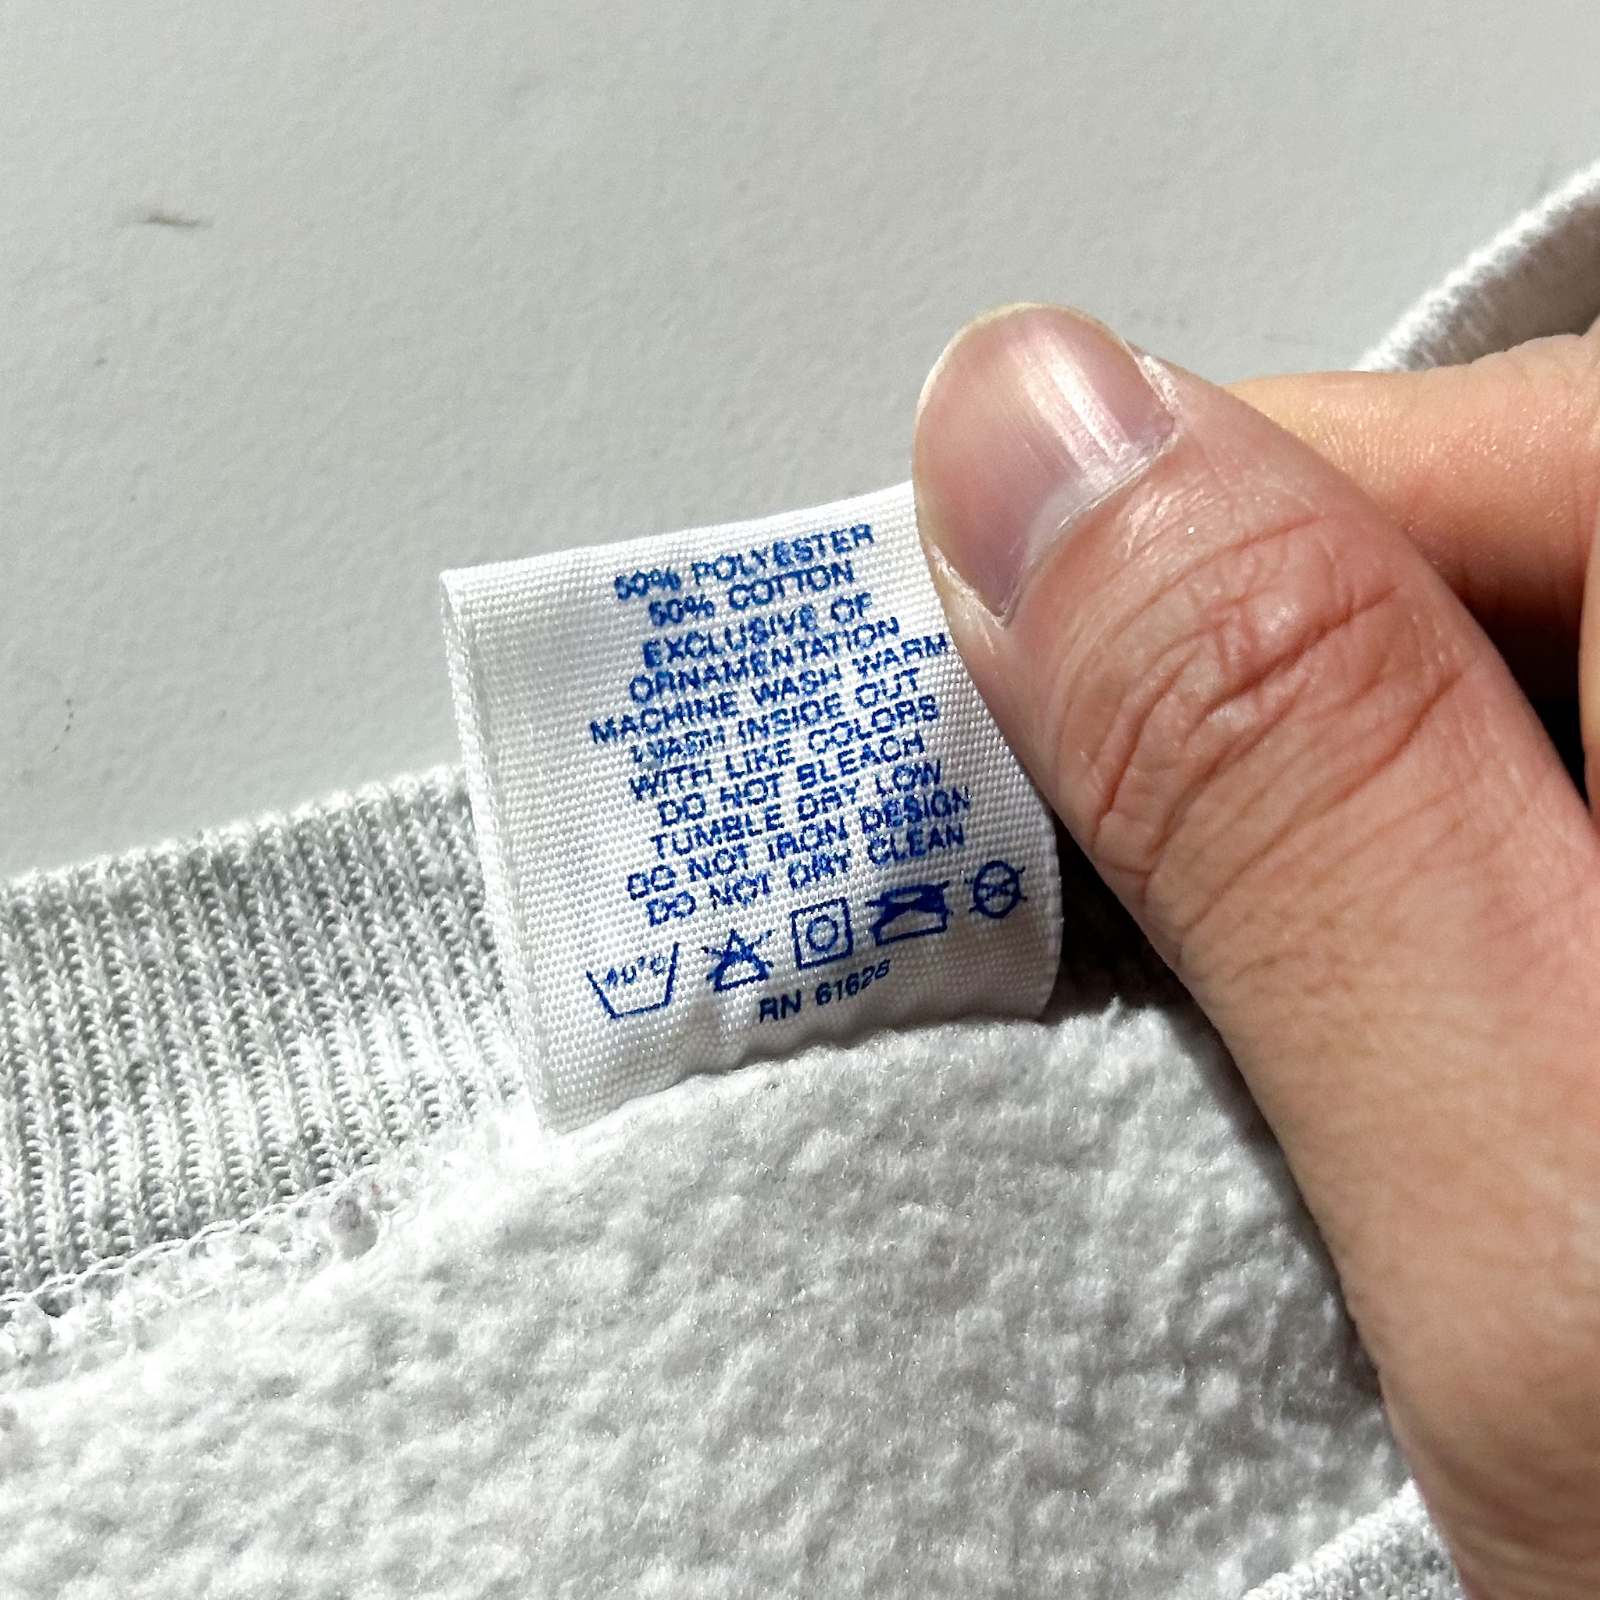 50% POLYESTER
50% COTTON
EXCLUSIVE OF
ORNAMENTATION
MACHINE WASH WARM
WASH INSIDE OUT
WITH LIKE COLORS
DO NOT BLEACH
TUMBLE DRY LOW
DO NOT IRON DESIGN
DO NOT DRY CLEAN
40°C
RN 61628